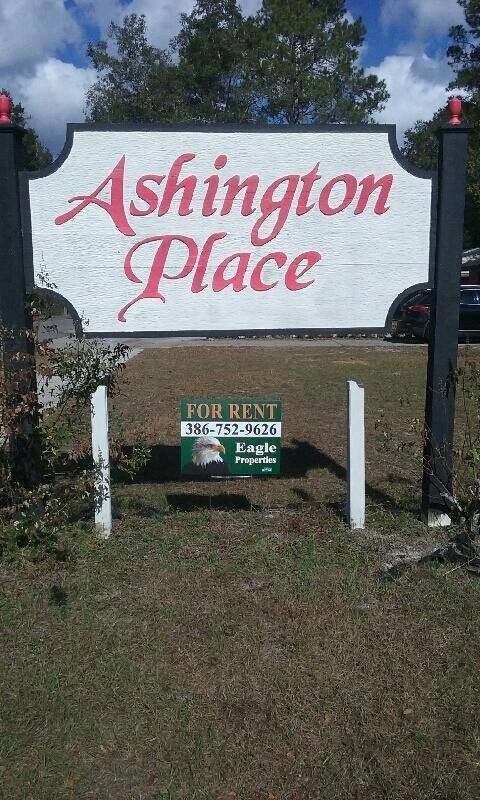 Ashington
Place
FOR RENT
386-752-9626
Eagle
Properties